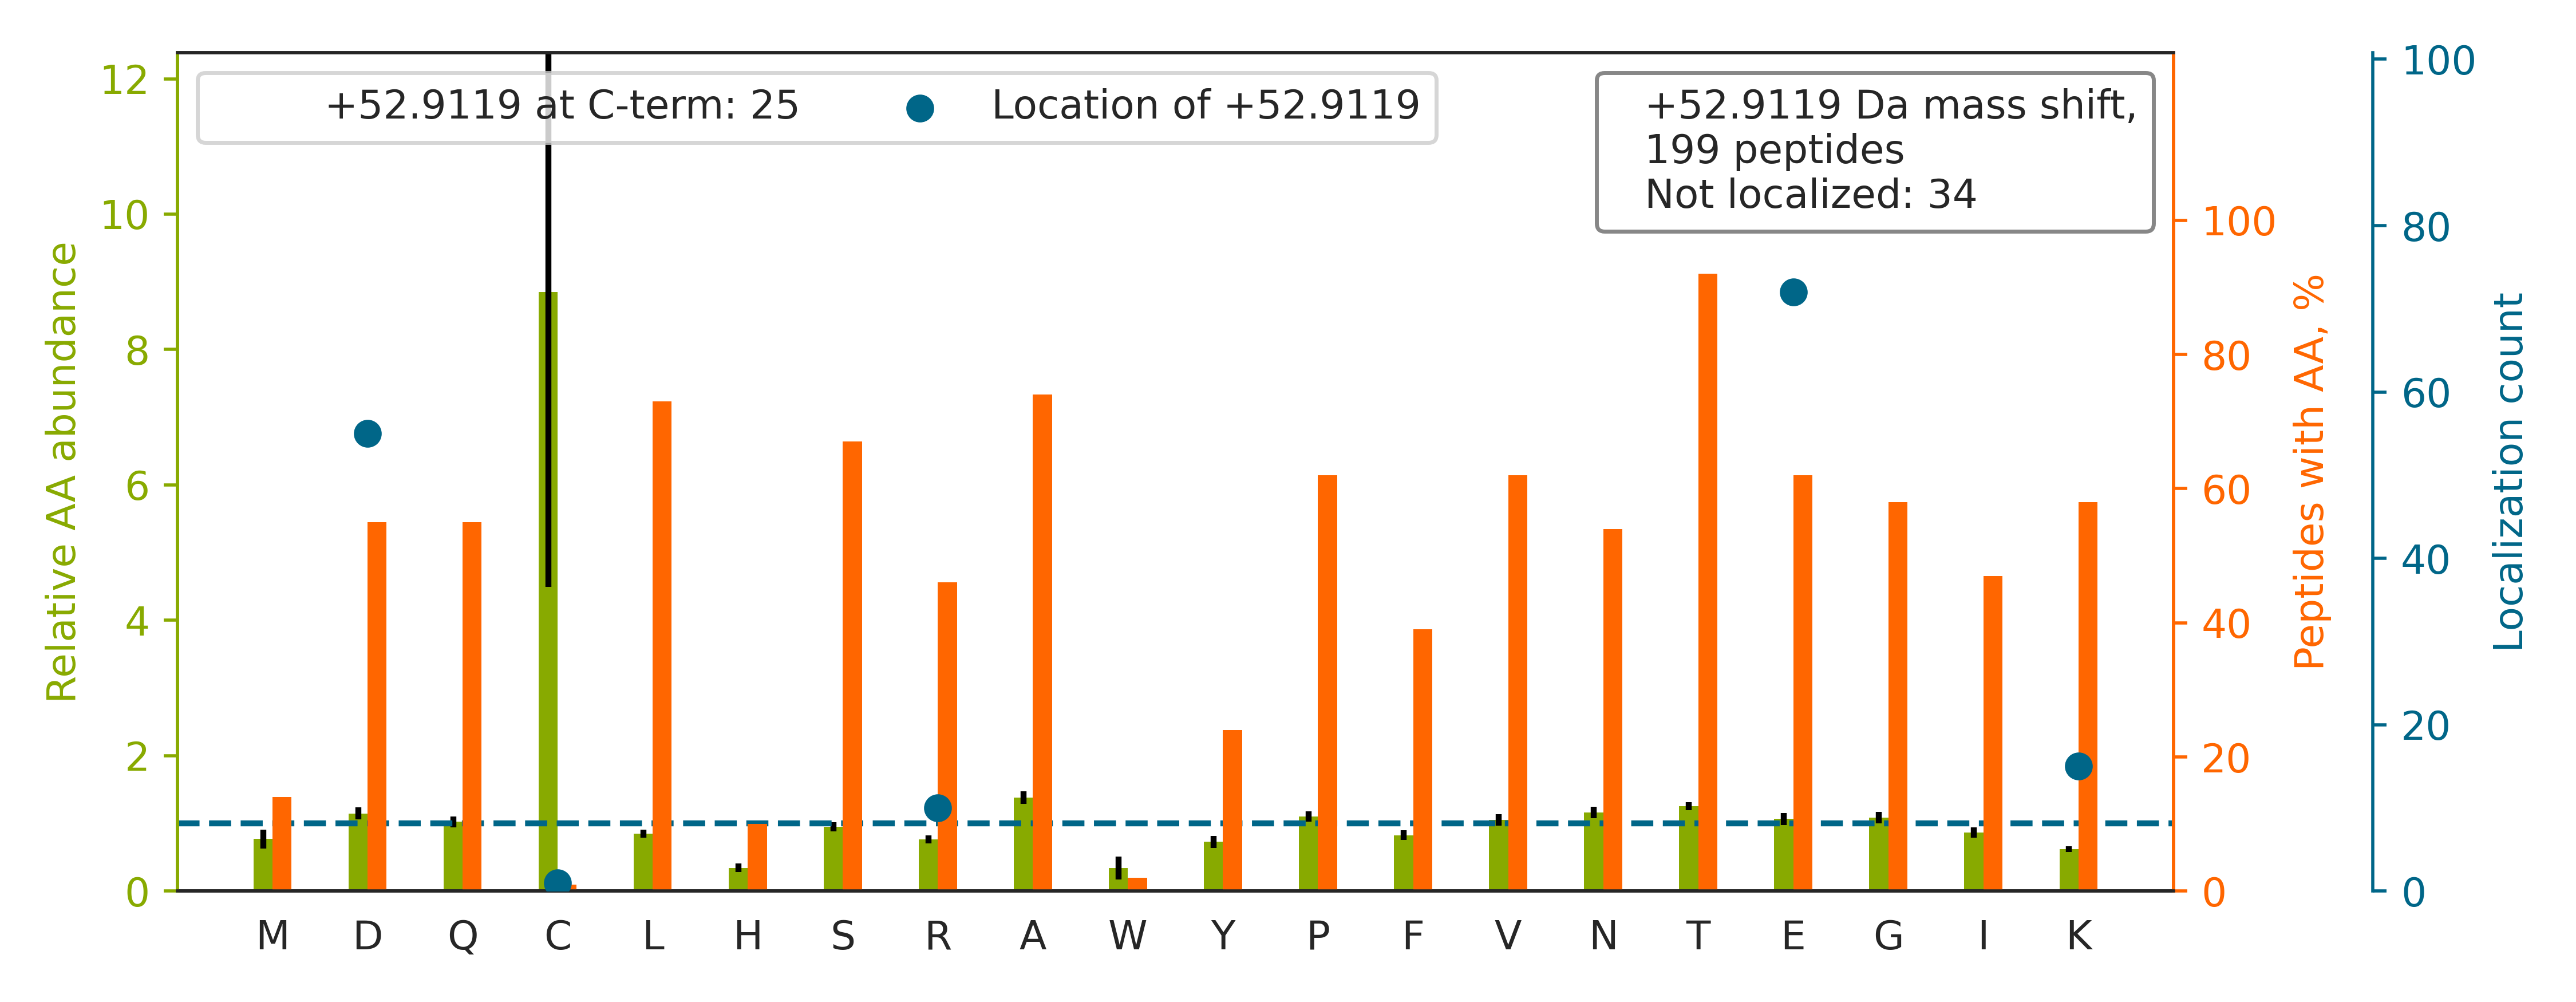 +52.9119 at C-term: 25
Location of +52.9119
+52.9119 Da mass shift,
199 peptides
Not localized: 34
Relative AA abundance
12
10
8
6
4
2
0
Peptides with AA, %
100
80
60
40
20
0
Localization count
100
80
60
40
20
0
M D Q C L H S R A W Y P F V N T E G I K